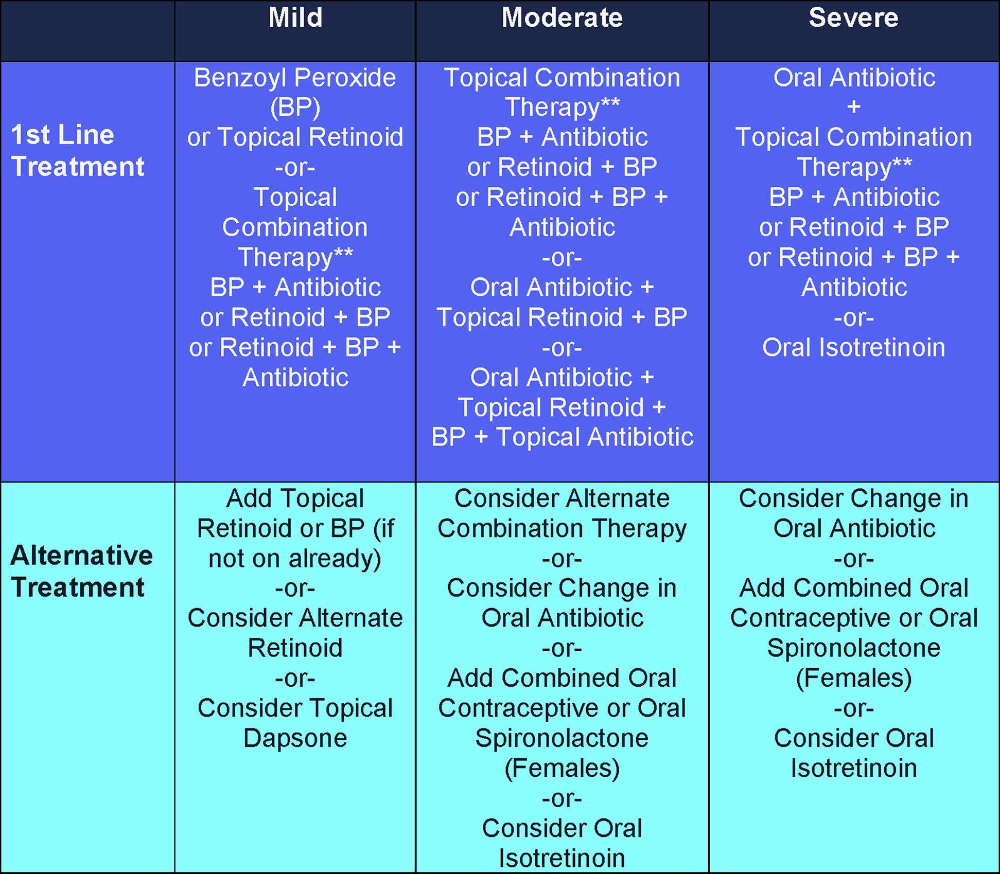 Mild
Moderate
Severe
1st Line
Treatment
Benzoyl Peroxide
(BP)
or Topical Retinoid
-or-
Topical
Combination
Therapy**
BP + Antibiotic
or Retinoid + BP
or Retinoid + BP +
Antibiotic
Topical Combination
Therapy**
BP + Antibiotic
or Retinoid + BP
or Retinoid + BP +
Antibiotic
-or-
Oral Antibiotic +
Topical Retinoid + BP
-or-
Oral Antibiotic +
Topical Retinoid +
BP + Topical Antibiotic
Oral Antibiotic
+
Topical Combination
Therapy**
BP + Antibiotic
or Retinoid + BP
or Retinoid + BP +
Antibiotic
-or-
Oral Isotretinoin
Alternative
Treatment
Add Topical
Retinoid or BP (if
not on already)
-or-
Consider Alternate
Retinoid
-or-
Consider Topical
Dapsone
Consider Alternate
Combination Therapy
-or-
Consider Change in
Oral Antibiotic
-or-
Add Combined Oral
Contraceptive or Oral
Spironolactone
(Females)
-or-
Consider Oral
Isotretinoin
Consider Change in
Oral Antibiotic
-or-
Add Combined Oral
Contraceptive or Oral
Spironolactone
(Females)
-or-
Consider Oral
Isotretinoin